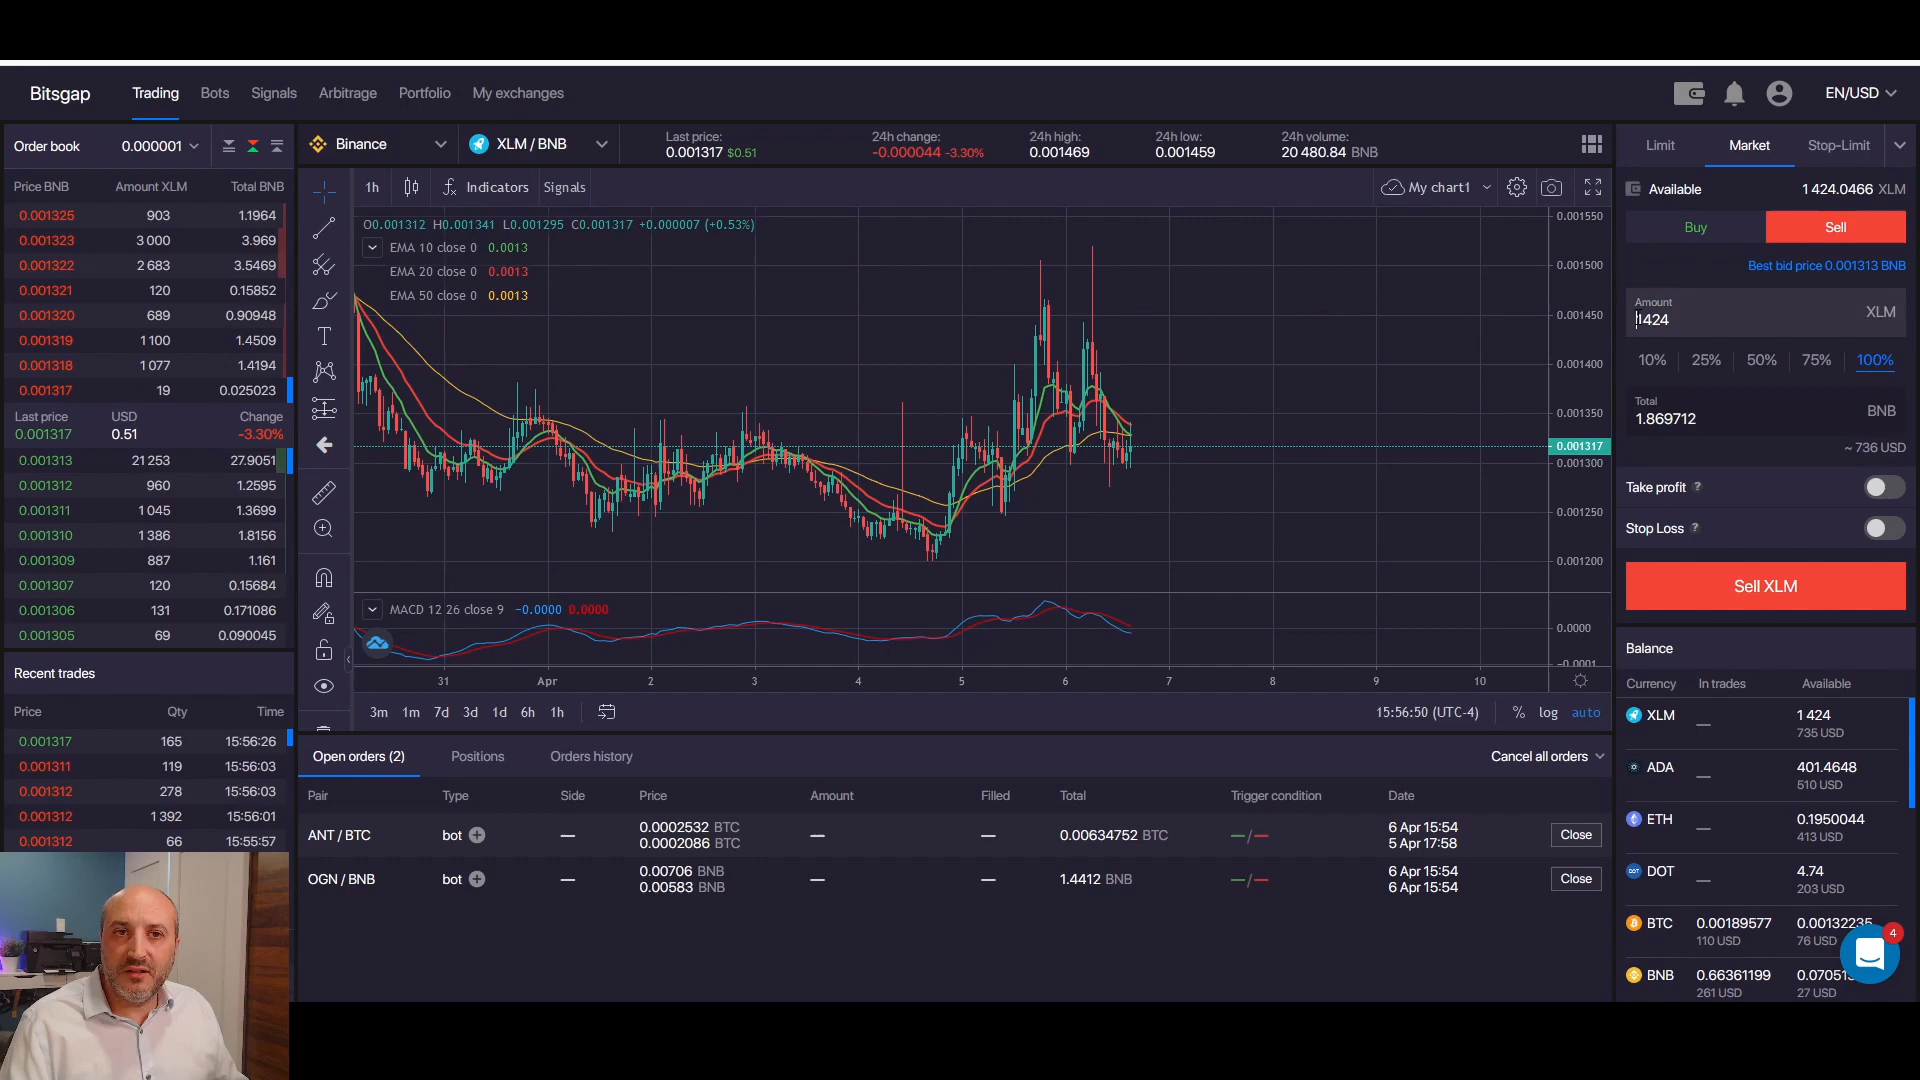 Bitsgap
Trading Bots Signals Arbitrage Portfolio My exchanges
EN/USD
Order book 0.000001
Price BNB Amount XLM Total BNB
0.001325 903 1.1964
0.001323 3 000 3.969
0.001322 2 683 3.5469
0.001321 120 0.15852
0.001320 689 0.90948
0.001319 1 100 1.4509
0.001318 1 077 1.4194
0.001317 19 0.025023
Last price USD Change
0.001317 0.51 -3.30%
0.001313 21 253 27.9051
0.001312 960 1.2595
0.001311 1 045 1.3699
0.001310 1 386 1.8156
0.001309 887 1.161
0.001307 120 0.15684
0.001306 131 0.171086
0.001305 69 0.090045
Recent trades
Price Qty Time
0.001317 165 15:56:26
0.001311 119 15:56:03
0.001312 278 15:56:03
0.001312 1 392 15:56:01
0.001312 66 15:55:57
Binance XLM / BNB
Last price: 24h change: 24h high: 24h low: 24h volume:
0.001317 $0.51 -0.000044 -3.30% 0.001469 0.001459 20 480.84 BNB
1h Indicators Signals My chart1
O0.001312 H0.001341 L0.001295 C0.001317 +0.000007 (+0.53%)
EMA 10 close 0 0.0013
EMA 20 close 0 0.0013
EMA 50 close 0 0.0013
0.001550
0.001500
0.001450
0.001400
0.001350
0.001317
0.001300
0.001250
0.001200
MACD 12 26 close 9 −0.0000 0.0000
0.0000
−0.0001
31 Apr 2 3 4 5 6 7 8 9 10
3m 1m 7d 3d 1d 6h 1h
15:56:50 (UTC-4) % log auto
Open orders (2) Positions Orders history Cancel all orders
Pair Type Side Price Amount Filled Total Trigger condition Date
ANT / BTC bot — 0.0002532 BTC — — 0.00634752 BTC —/— 6 Apr 15:54 Close
0.0002086 BTC 5 Apr 17:58
OGN / BNB bot — 0.00706 BNB — — 1.4412 BNB —/— 6 Apr 15:54 Close
0.00583 BNB 6 Apr 15:54
Limit Market Stop-Limit
Available 1 424.0466 XLM
Buy Sell
Best bid price 0.001313 BNB
Amount
1424 XLM
10% 25% 50% 75% 100%
Total
1.869712 BNB
~ 736 USD
Take profit ?
Stop Loss ?
Sell XLM
Balance
Currency In trades Available
XLM — 1 424
735 USD
ADA — 401.4648
510 USD
ETH — 0.1950044
413 USD
DOT — 4.74
203 USD
BTC 0.00189577 0.00132235
110 USD 76 USD
4
BNB 0.66361199 0.07051
261 USD 27 USD